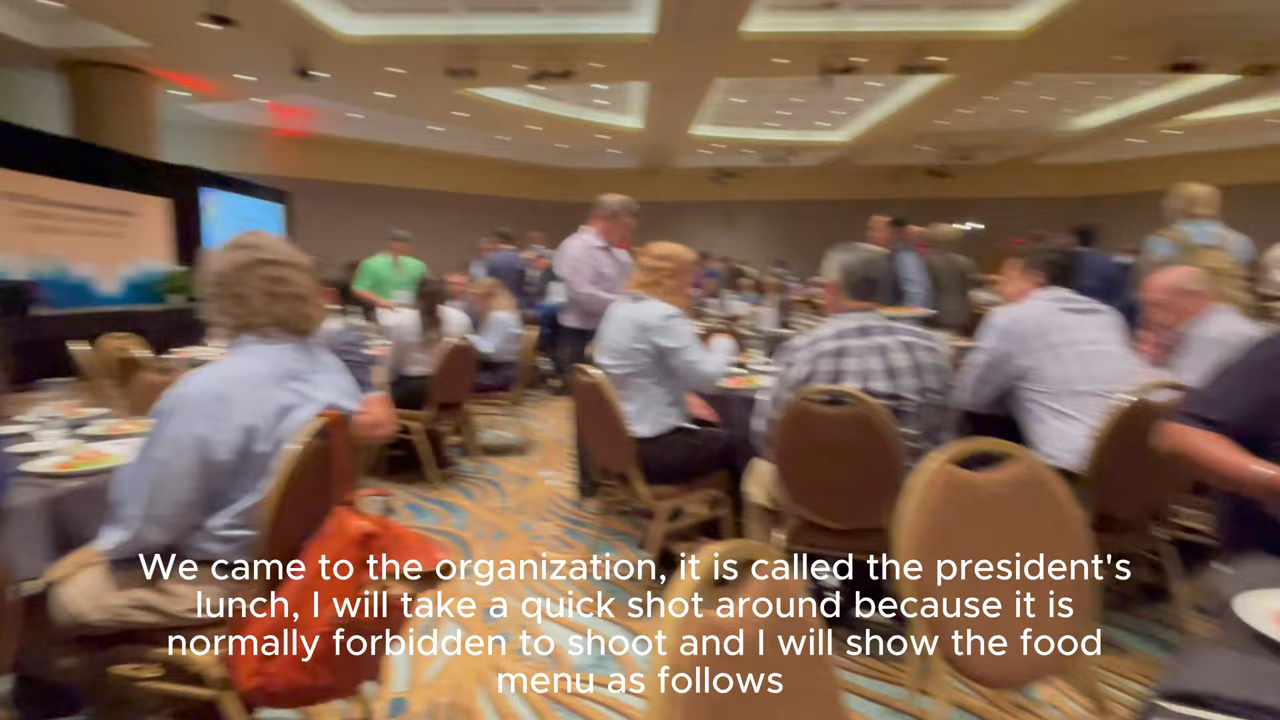 We came to the organization, it is called the president's
lunch, I will take a quick shot around because it is
normally forbidden to shoot and I will show the food
menu as follows